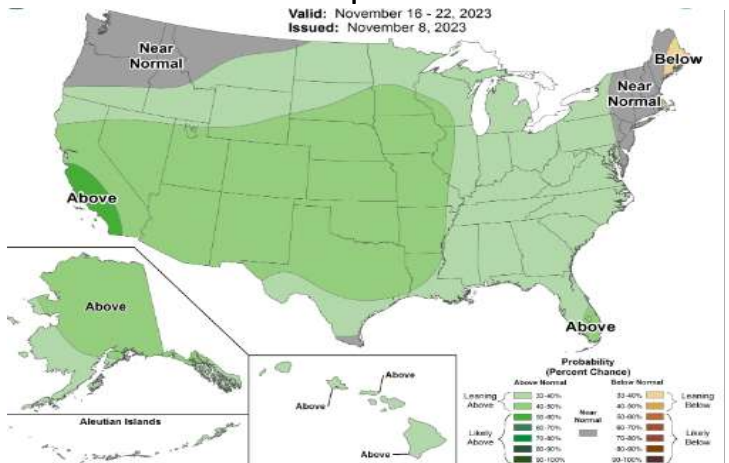 Valid: November 16 - 22, 2023
Issued: November 8, 2023
Near
Normal
Below
Near
Normal
Above
Above
Above
Above
Above
Above
Aleutian Islands
Probability
(Percent Chance)
Above Normal
Below Normal
Leaning
Above
33-40%
40-50%
Likely
Above
50-60%
60-70%
70-80%
80-90%
90-100%
Near
Normal
33-40%
40-50%
Leaning
Below
50-60%
60-70%
70-80%
80-90%
90-100%
Likely
Below